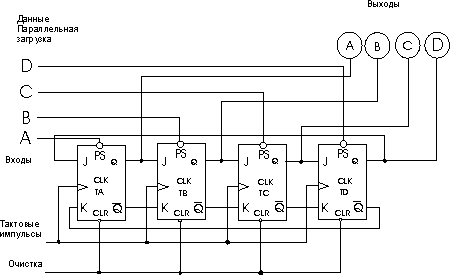 Выходы
Данные
Параллельная
загрузка
A B C D
D
C
B
A
Входы
J PS Q J PS Q J PS Q J PS Q
CLK CLK CLK CLK
TA TB TC TD
K CLR Q K CLR Q K CLR Q K CLR Q
Тактовые
импульсы
Очистка